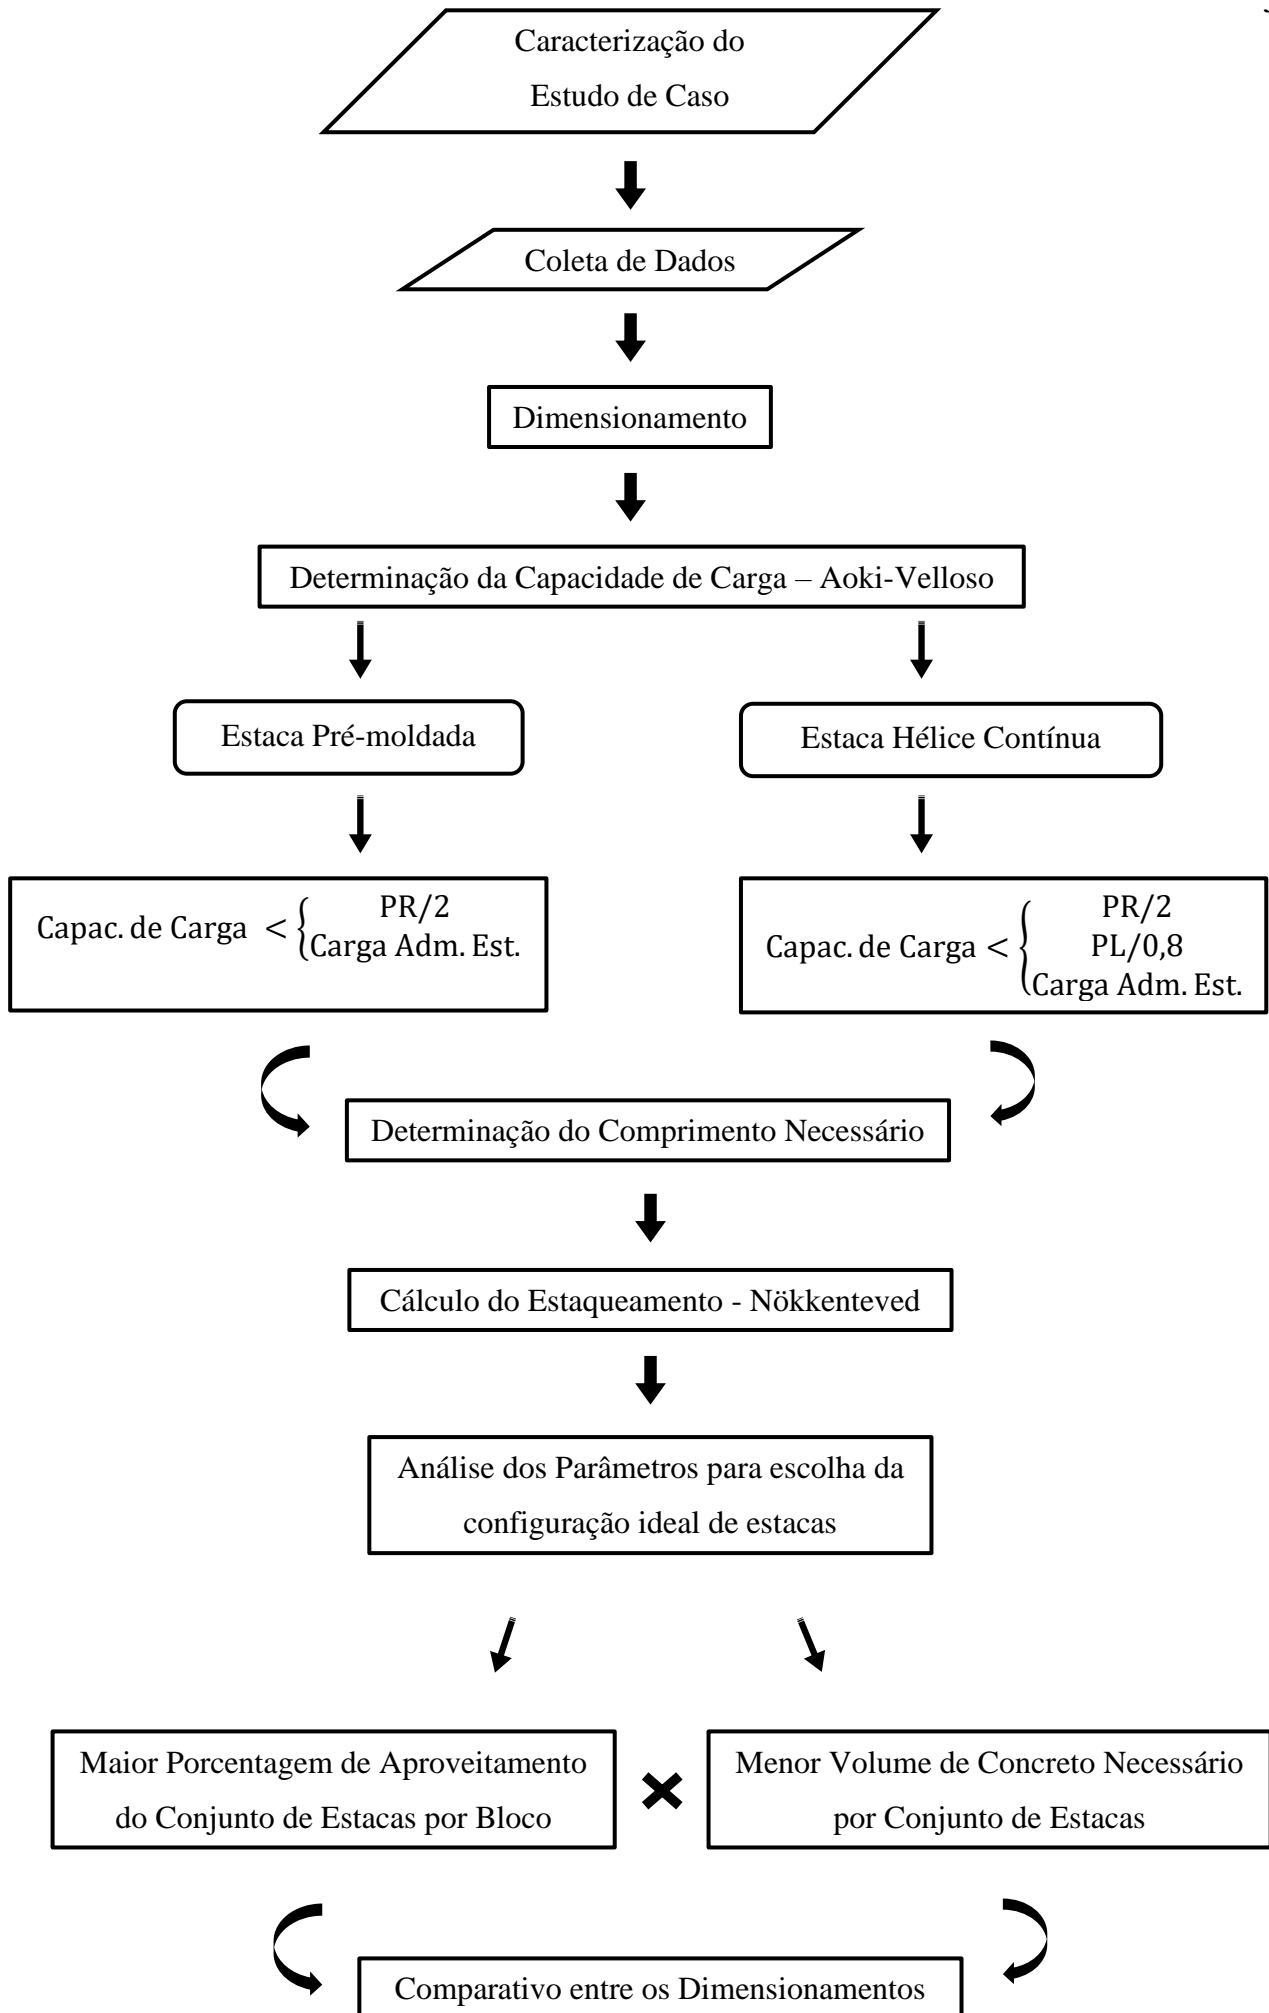 Caracterização do
Estudo de Caso
Coleta de Dados
Dimensionamento
Determinação da Capacidade de Carga – Aoki-Velloso
Estaca Pré-moldada
Estaca Hélice Contínua
Capac. de Carga < { PR/2
Carga Adm. Est.
Capac. de Carga < { PR/2
PL/0,8
Carga Adm. Est.
Determinação do Comprimento Necessário
Cálculo do Estaqueamento - Nökkenteved
Análise dos Parâmetros para escolha da
configuração ideal de estacas
Maior Porcentagem de Aproveitamento
do Conjunto de Estacas por Bloco
Menor Volume de Concreto Necessário
por Conjunto de Estacas
Comparativo entre os Dimensionamentos